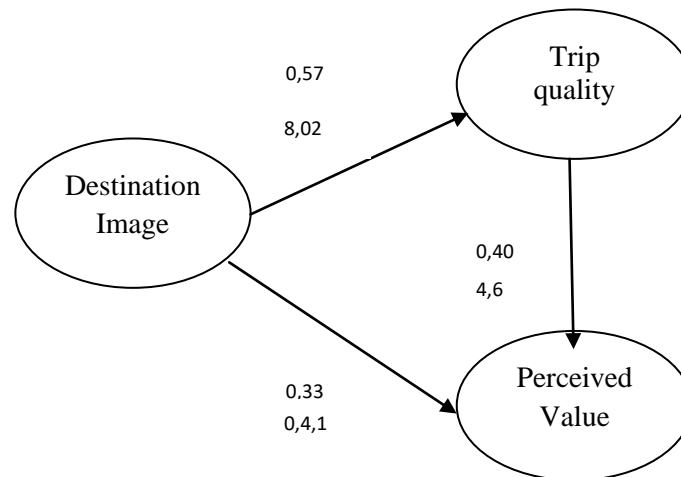 Trip
quality
0,57
8,02
Destination
Image
0,40
4,6
0,33
0,4,1
Perceived
Value